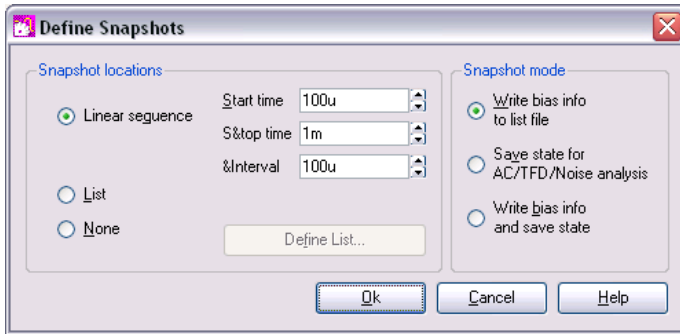 Define Snapshots
Snapshot locations
Linear sequence
List
None
Start time 100u
S&top time 1m
&Interval 100u
Define List...
Snapshot mode
Write bias info
to list file
Save state for
AC/TFD/Noise analysis
Write bias info
and save state
Ok
Cancel
Help